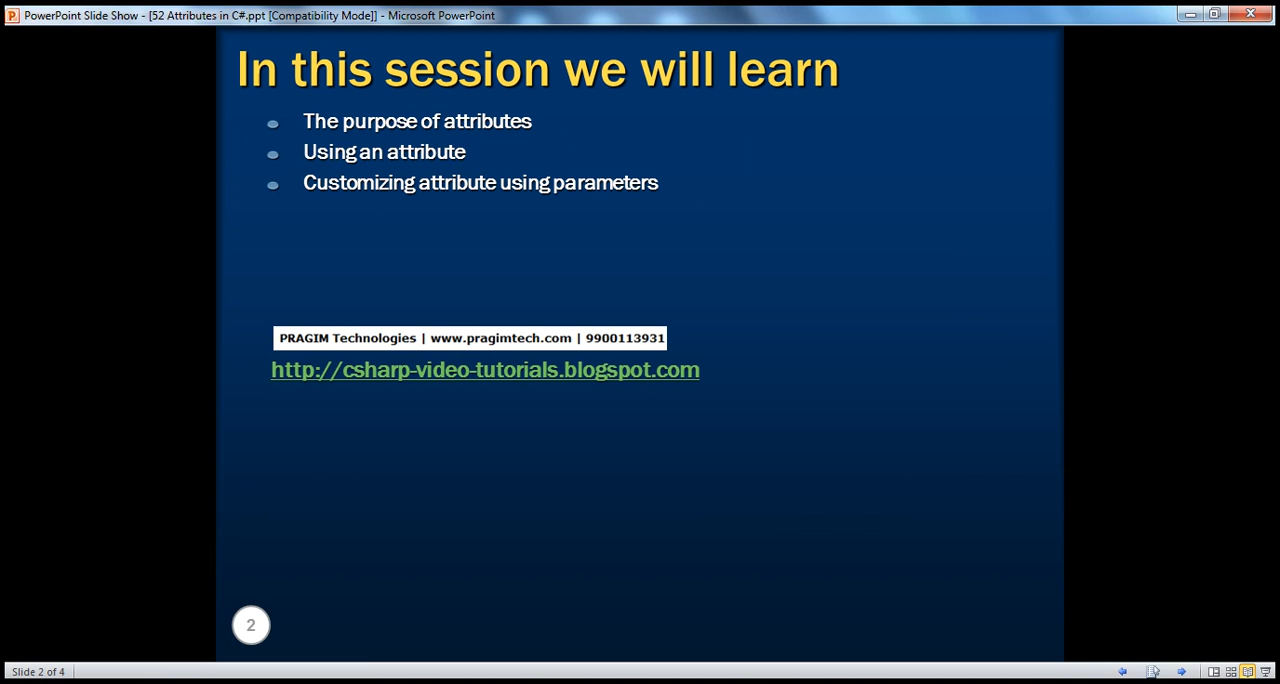 PowerPoint Slide Show - [52 Attributes in C#.ppt [Compatibility Mode]] - Microsoft PowerPoint
In this session we will learn
The purpose of attributes
Using an attribute
Customizing attribute using parameters
PRAGIM Technologies | www.pragimtech.com | 9900113931
http://csharp-video-tutorials.blogspot.com
2
Slide 2 of 4